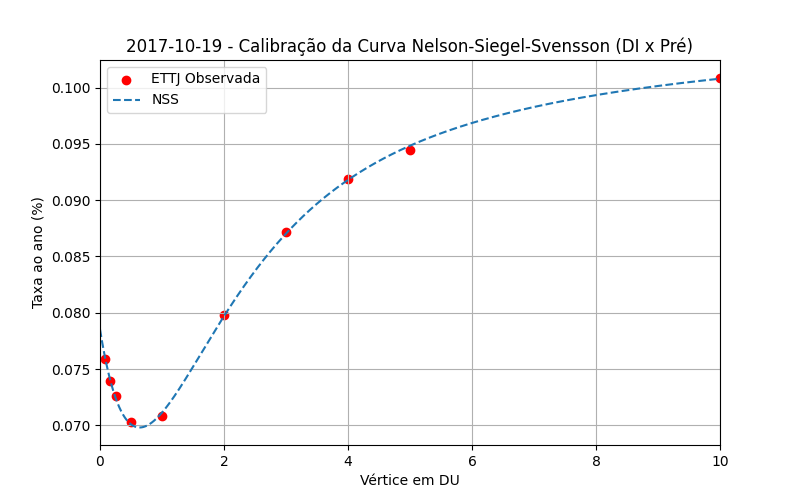 2017-10-19 - Calibração da Curva Nelson-Siegel-Svensson (DI x Pré)
ETTJ Observada
NSS
Taxa ao ano (%)
0.100
0.095
0.090
0.085
0.080
0.075
0.070
0 2 4 6 8 10
Vértice em DU